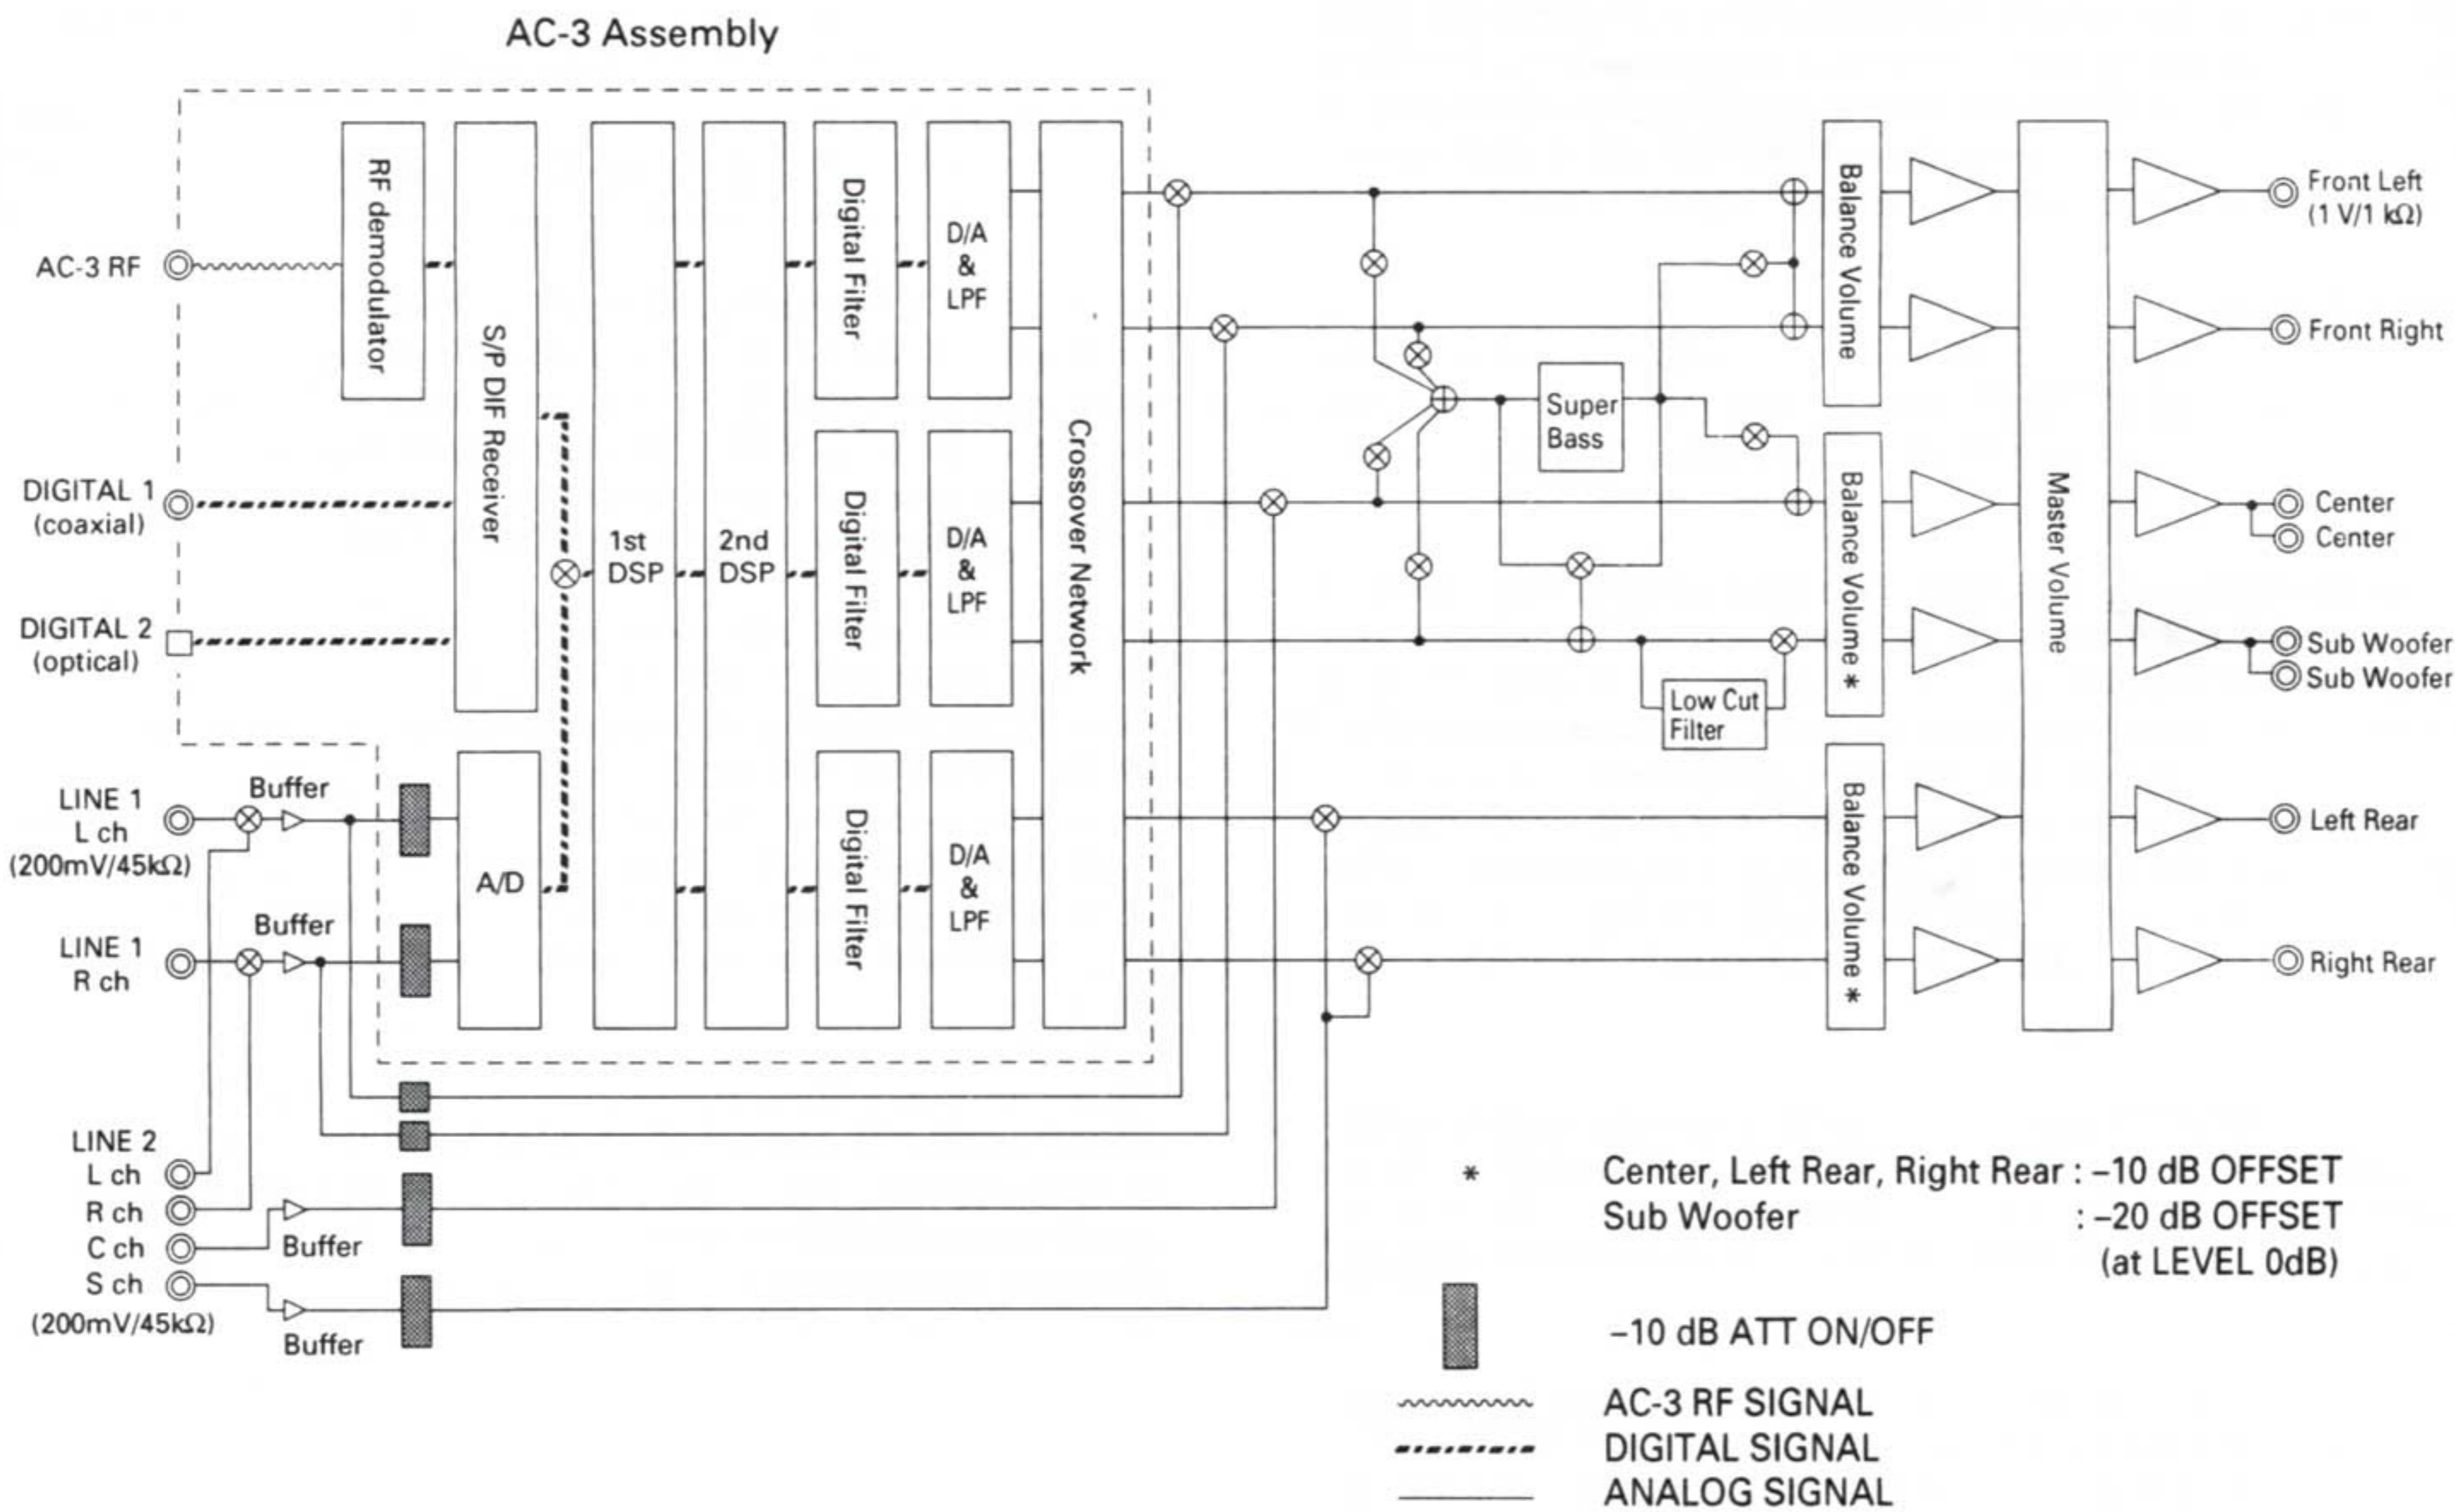 AC-3 Assembly
AC-3 RF
DIGITAL 1
(coaxial)
DIGITAL 2
(optical)
LINE 1
L ch
(200mV/45kΩ)
LINE 1
R ch
Buffer
Buffer
LINE 2
L ch
R ch
C ch
S ch
(200mV/45kΩ)
Buffer
Buffer
RF demodulator
S/P DIF Receiver
A/D
1st
DSP
2nd
DSP
Digital Filter
Digital Filter
Digital Filter
D/A
&
LPF
D/A
&
LPF
D/A
&
LPF
Crossover Network
Super
Bass
Low Cut
Filter
Balance Volume
Balance Volume *
Balance Volume *
Master Volume
Front Left
(1 V/1 kΩ)
Front Right
Center
Center
Sub Woofer
Sub Woofer
Left Rear
Right Rear
* Center, Left Rear, Right Rear : –10 dB OFFSET
Sub Woofer : –20 dB OFFSET
(at LEVEL 0dB)
–10 dB ATT ON/OFF
AC-3 RF SIGNAL
DIGITAL SIGNAL
ANALOG SIGNAL